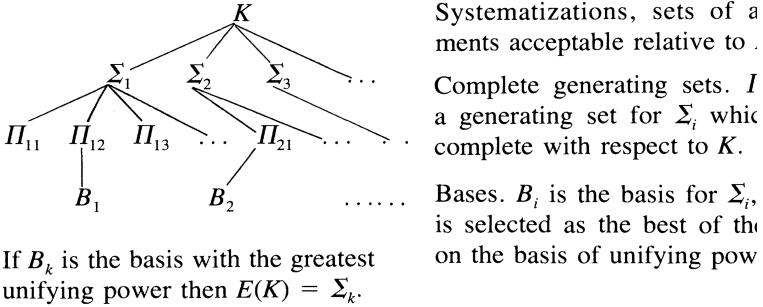 K
Σ₁ Σ₂ Σ₃ ...
Π₁₁ Π₁₂ Π₁₃ ... Π₂₁ ... . .
B₁ B₂ ......
If Bₖ is the basis with the greatest
unifying power then E(K) = Σₖ.
Systematizations, sets of
ments acceptable relative to
Complete generating sets.
a generating set for Σᵢ
complete with respect to K.
Bases. Bᵢ is the basis for Σᵢ,
is selected as the best of
on the basis of unifying